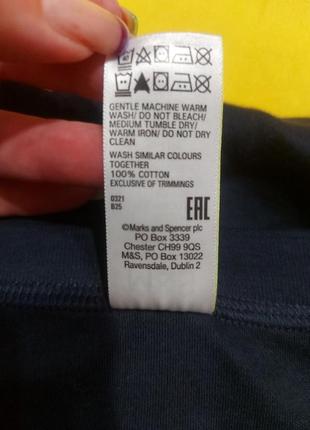 GENTLE MACHINE WARM
WASH/ DO NOT BLEACH/
MEDIUM TUMBLE DRY/
WARM IRON/ DO NOT DRY
CLEAN
WASH SIMILAR COLOURS
TOGETHER
100% COTTON
EXCLUSIVE OF TRIMMINGS
0321
B25
EAC
©Marks and Spencer plc
PO Box 3339
Chester CH99 9QS
M&S, PO Box 13022
Ravensdale, Dublin 2